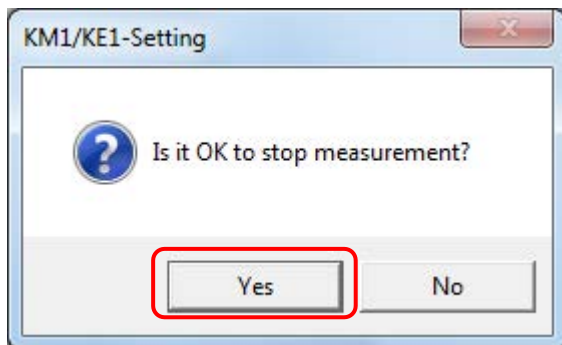 KM1/KE1-Setting
Is it OK to stop measurement?
Yes No